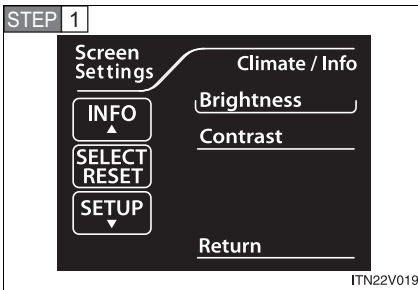 STEP 1
Screen
Settings
Climate / Info
INFO
Brightness
Contrast
SELECT
RESET
SETUP
Return
ITN22V019